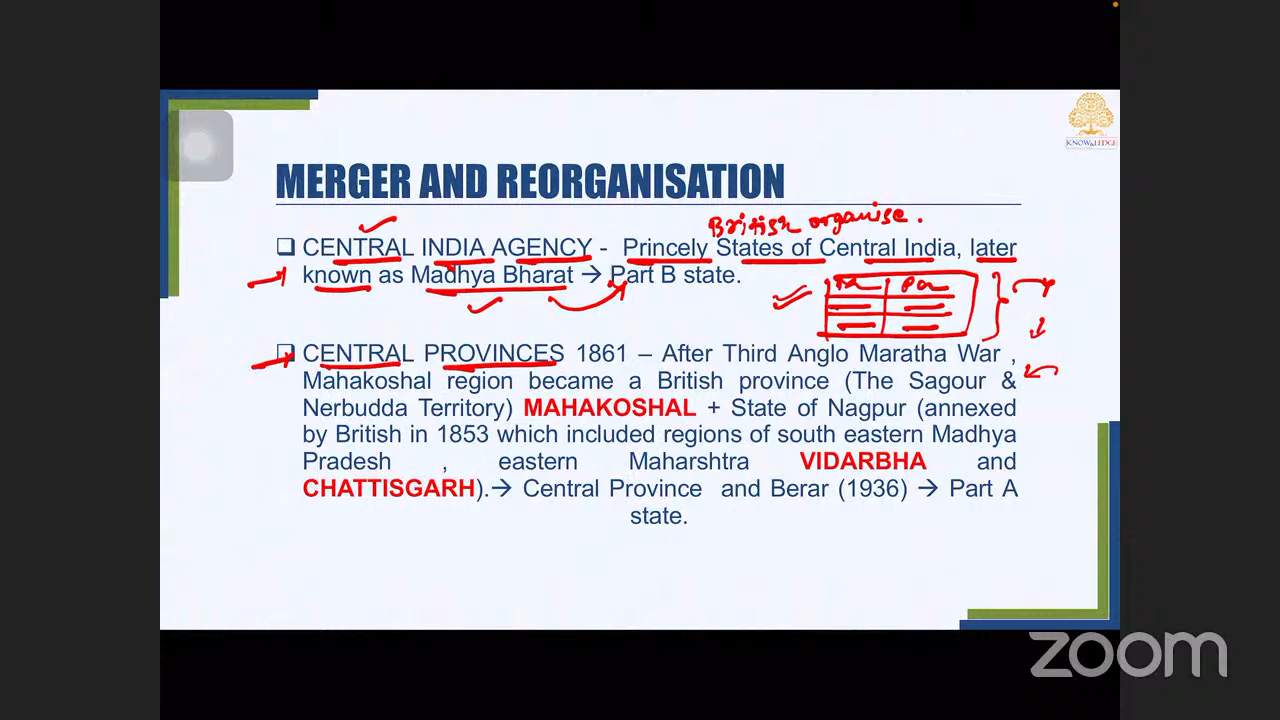 KNOWLEDGE
MERGER AND REORGANISATION
British organise.
❑ CENTRAL INDIA AGENCY - Princely States of Central India, later
known as Madhya Bharat → Part B state.
❑ CENTRAL PROVINCES 1861 – After Third Anglo Maratha War ,
Mahakoshal region became a British province (The Sagour &
Nerbudda Territory) MAHAKOSHAL + State of Nagpur (annexed
by British in 1853 which included regions of south eastern Madhya
Pradesh , eastern Maharshtra VIDARBHA and
CHATTISGARH).→ Central Province and Berar (1936) → Part A
state.
zoom